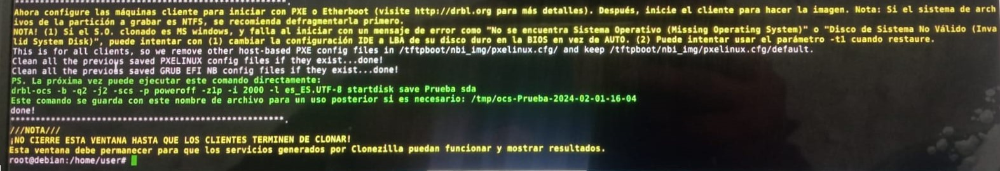 **************************************************.
Ahora configure las máquinas cliente para iniciar con PXE o Etherboot (visite http://drbl.org para más detalles). Después, inicie el cliente para hacer la imagen. Nota: Si el sistema de arch
ivos de la partición a grabar es NTFS, se recomienda defragmentarla primero.
NOTA! (1) Si el S.O. clonado es MS windows, y falla al iniciar con un mensaje de error como "No se encuentra Sistema Operativo (Missing Operating System)" o "Disco de Sistema No Válido (Inva
lid System Disk)", puede intentar con (1) cambiar la configuración IDE a LBA de su disco duro en la BIOS en vez de AUTO. (2) Puede intentar usar el parámetro -t1 cuando restaure.
This is for all clients, so we remove other host-based PXE config files in /tftpboot/nbi_img/pxelinux.cfg/ and keep /tftpboot/nbi_img/pxelinux.cfg/default.
Clean all the previous saved PXELINUX config files if they exist...done!
Clean all the previous saved GRUB EFI NB config files if they exist...done!
PS. La próxima vez puede ejecutar este comando directamente:
drbl-ocs -b -q2 -j2 -scs -p poweroff -z1p -i 2000 -l es_ES.UTF-8 startdisk save Prueba sda
Este comando se guarda con este nombre de archivo para un uso posterior si es necesario: /tmp/ocs-Prueba-2024-02-01-16-04
done!
**************************************************.
///NOTA///
¡NO CIERRE ESTA VENTANA HASTA QUE LOS CLIENTES TERMINEN DE CLONAR!
Esta ventana debe permanecer para que los servicios generados por Clonezilla puedan funcionar y mostrar resultados.
root@debian:/home/user#